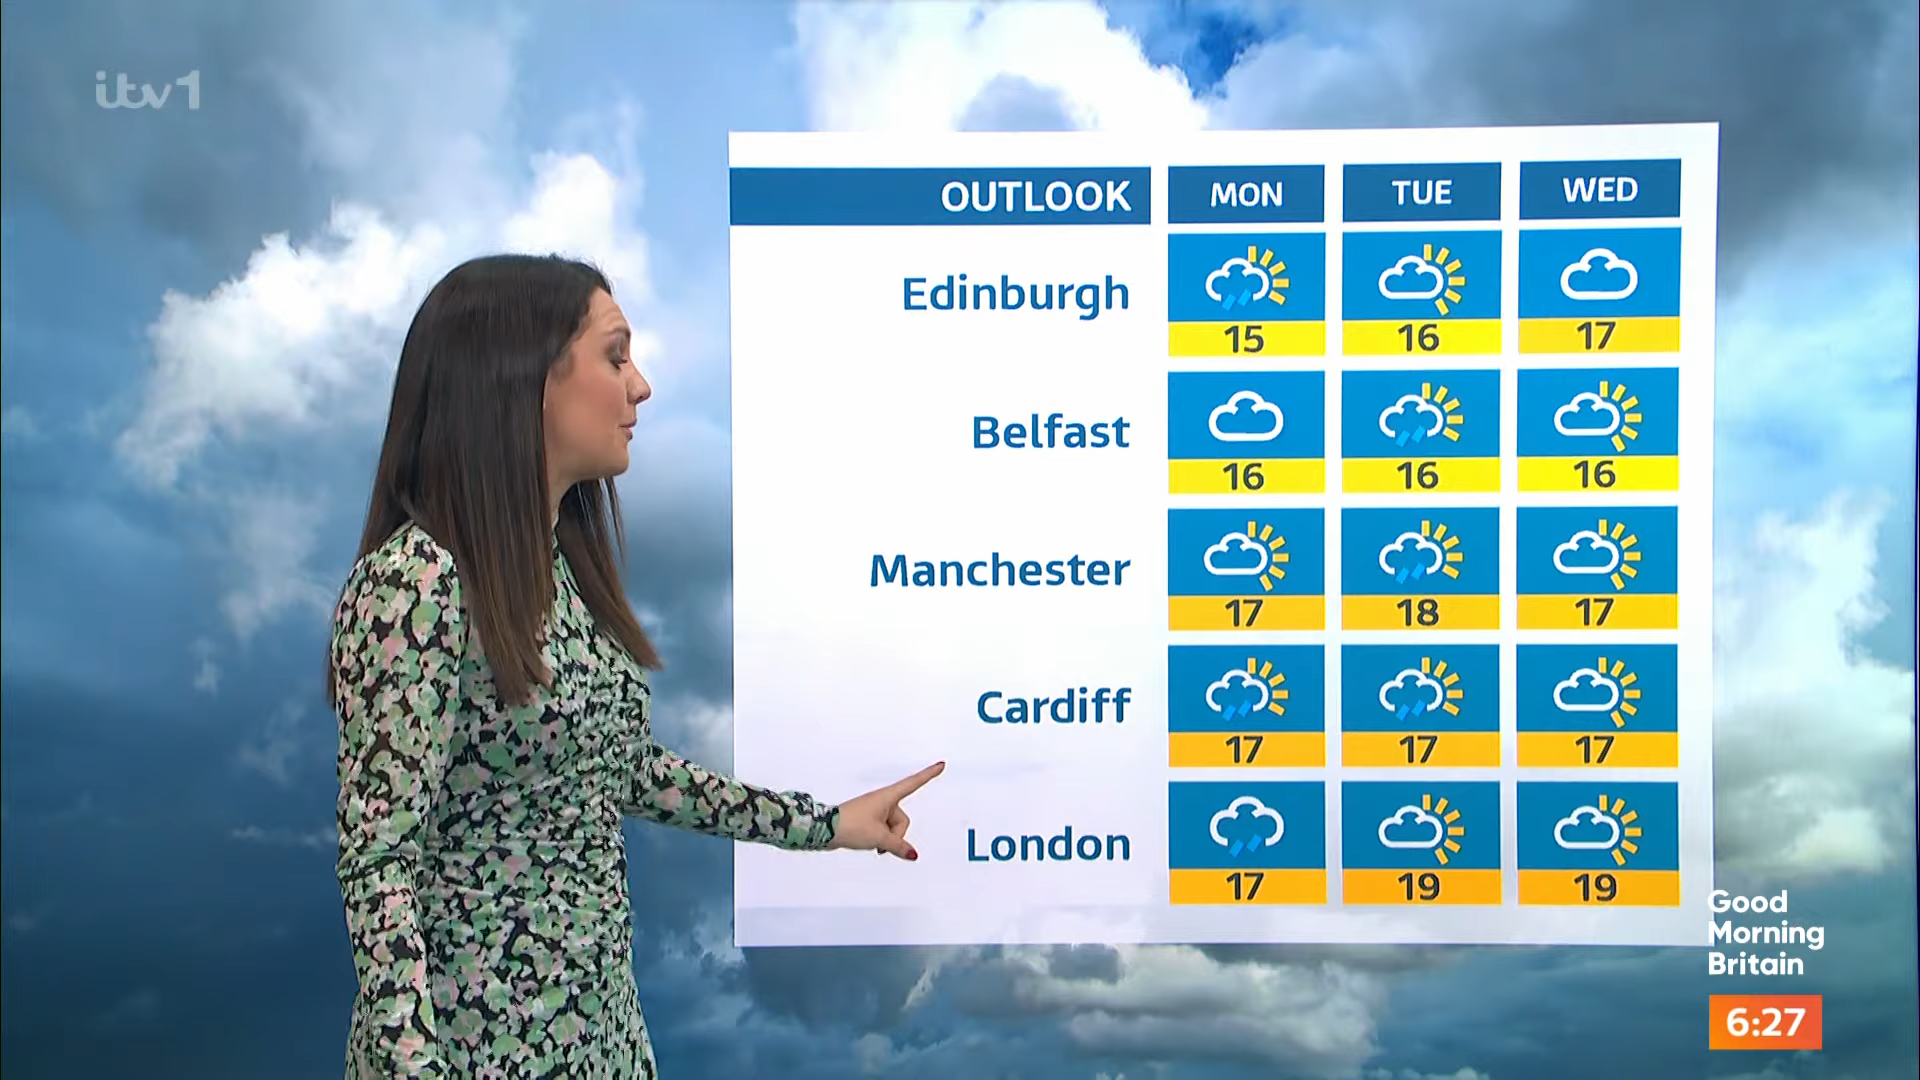 itv1
OUTLOOK MON TUE WED
Edinburgh 15 16 17
Belfast 16 16 16
Manchester 17 18 17
Cardiff 17 17 17
London 17 19 19
Good
Morning
Britain
6:27